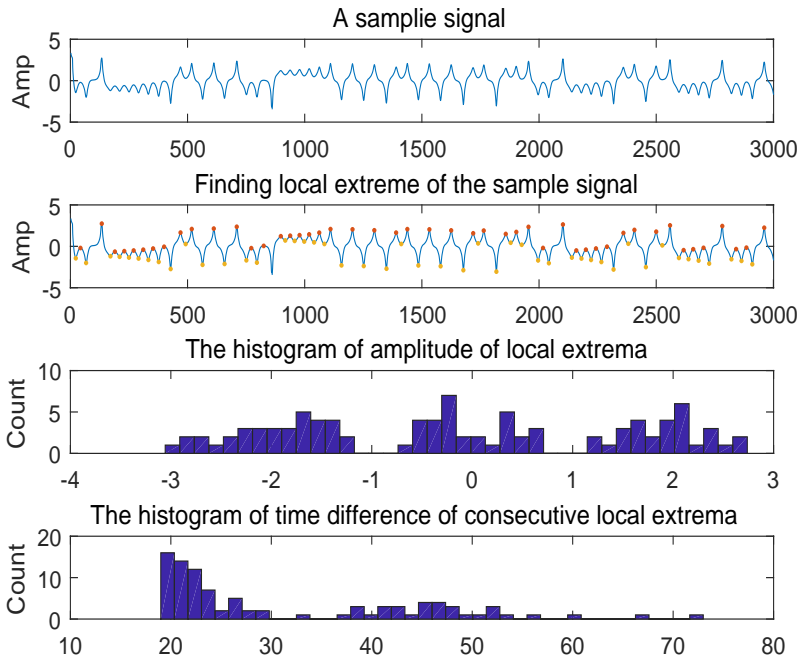 A samplie signal
5
0
-5
Amp
0 500 1000 1500 2000 2500 3000
Finding local extreme of the sample signal
5
0
-5
Amp
0 500 1000 1500 2000 2500 3000
The histogram of amplitude of local extrema
10
5
0
Count
-4 -3 -2 -1 0 1 2 3
The histogram of time difference of consecutive local extrema
20
10
0
Count
10 20 30 40 50 60 70 80